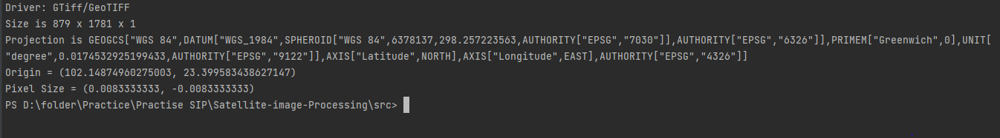 Driver: GTiff/GeoTIFF
Size is 879 x 1781 x 1
Projection is GEOGCS["WGS 84",DATUM["WGS_1984",SPHEROID["WGS 84",6378137,298.257223563,AUTHORITY["EPSG","7030"]],AUTHORITY["EPSG","6326"]],PRIMEM["Greenwich",0],UNIT[
"degree",0.0174532925199433,AUTHORITY["EPSG","9122"]],AXIS["Latitude",NORTH],AXIS["Longitude",EAST],AUTHORITY["EPSG","4326"]]
Origin = (102.14874960275003, 23.399583438627147)
Pixel Size = (0.0083333333, -0.0083333333)
PS D:\folder\Practice\Practise SIP\Satellite-image-Processing\src>